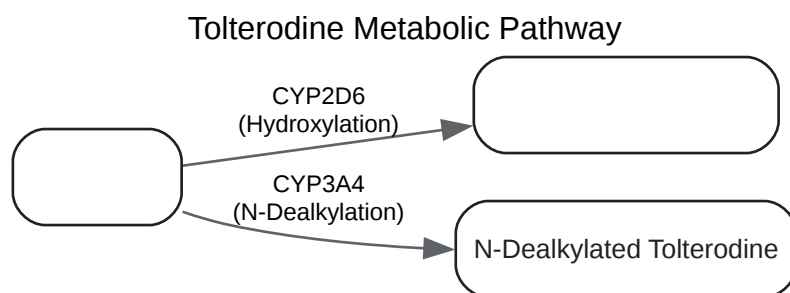 Tolterodine Metabolic Pathway
CYP2D6
(Hydroxylation)
CYP3A4
(N-Dealkylation)
N-Dealkylated Tolterodine